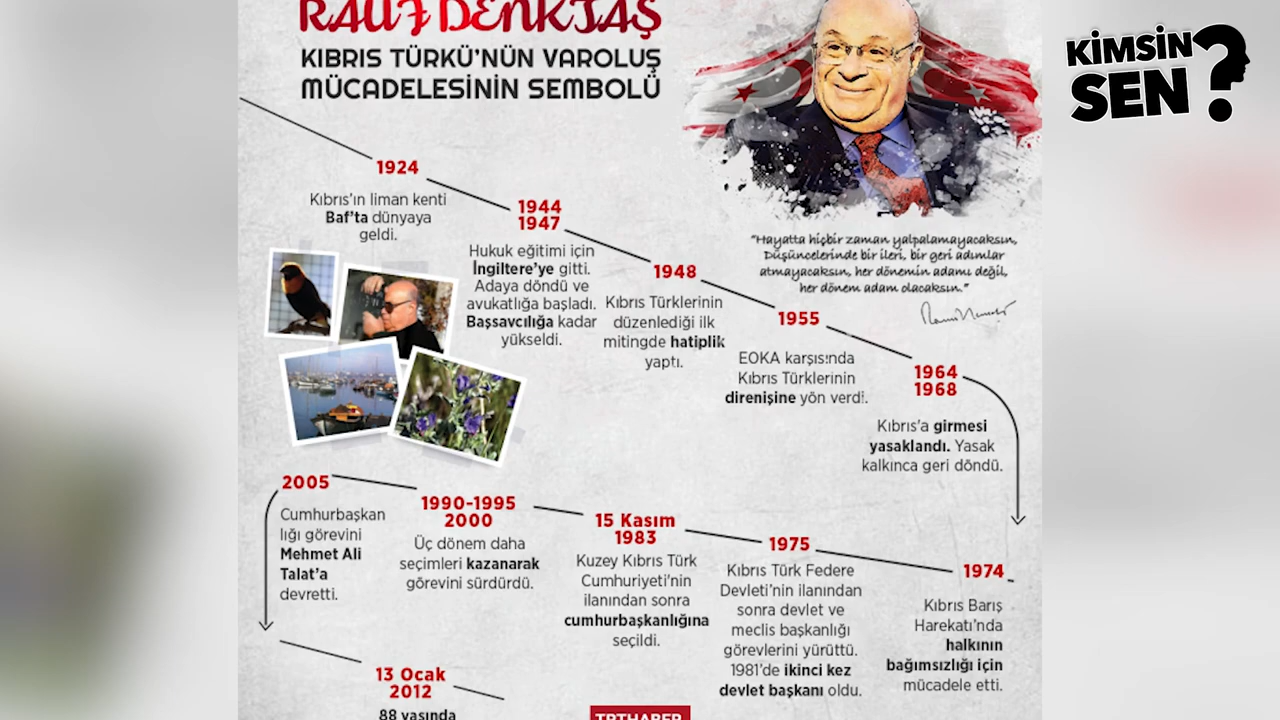 RAUF DENKTAŞ
KIBRIS TÜRKÜ'NÜN VAROLUŞ
MÜCADELESİNİN SEMBOLÜ
KİMSİN
SEN?
"Hayatta hiçbir zaman yalpalamayacaksın,
Düşüncelerinde bir ileri, bir geri adımlar
atmayacaksın, her dönemin adamı değil,
her dönem adam olacaksın."
1924
Kıbrıs'ın liman kenti
Baf'ta dünyaya
geldi.
1944
1947
Hukuk eğitimi için
İngiltere'ye gitti.
Adaya döndü ve
avukatlığa başladı.
Başsavcılığa kadar
yükseldi.
1948
Kıbrıs Türklerinin
düzenlediği ilk
mitingde hatiplik
yaptı.
1955
EOKA karşısında
Kıbrıs Türklerinin
direnişine yön verdi.
1964
1968
Kıbrıs'a girmesi
yasaklandı. Yasak
kalkınca geri döndü.
1974
Kıbrıs Barış
Harekatı'nda
halkının
bağımsızlığı için
mücadele etti.
1975
Kıbrıs Türk Federe
Devleti'nin ilanından
sonra devlet ve
meclis başkanlığı
görevlerini yürüttü.
1981'de ikinci kez
devlet başkanı oldu.
15 Kasım
1983
Kuzey Kıbrıs Türk
Cumhuriyeti'nin
ilanından sonra
cumhurbaşkanlığına
seçildi.
1990-1995
2000
Üç dönem daha
seçimleri kazanarak
görevini sürdürdü.
2005
Cumhurbaşkan
lığı görevini
Mehmet Ali
Talat'a
devretti.
13 Ocak
2012
88 yaşında
TRTHABER